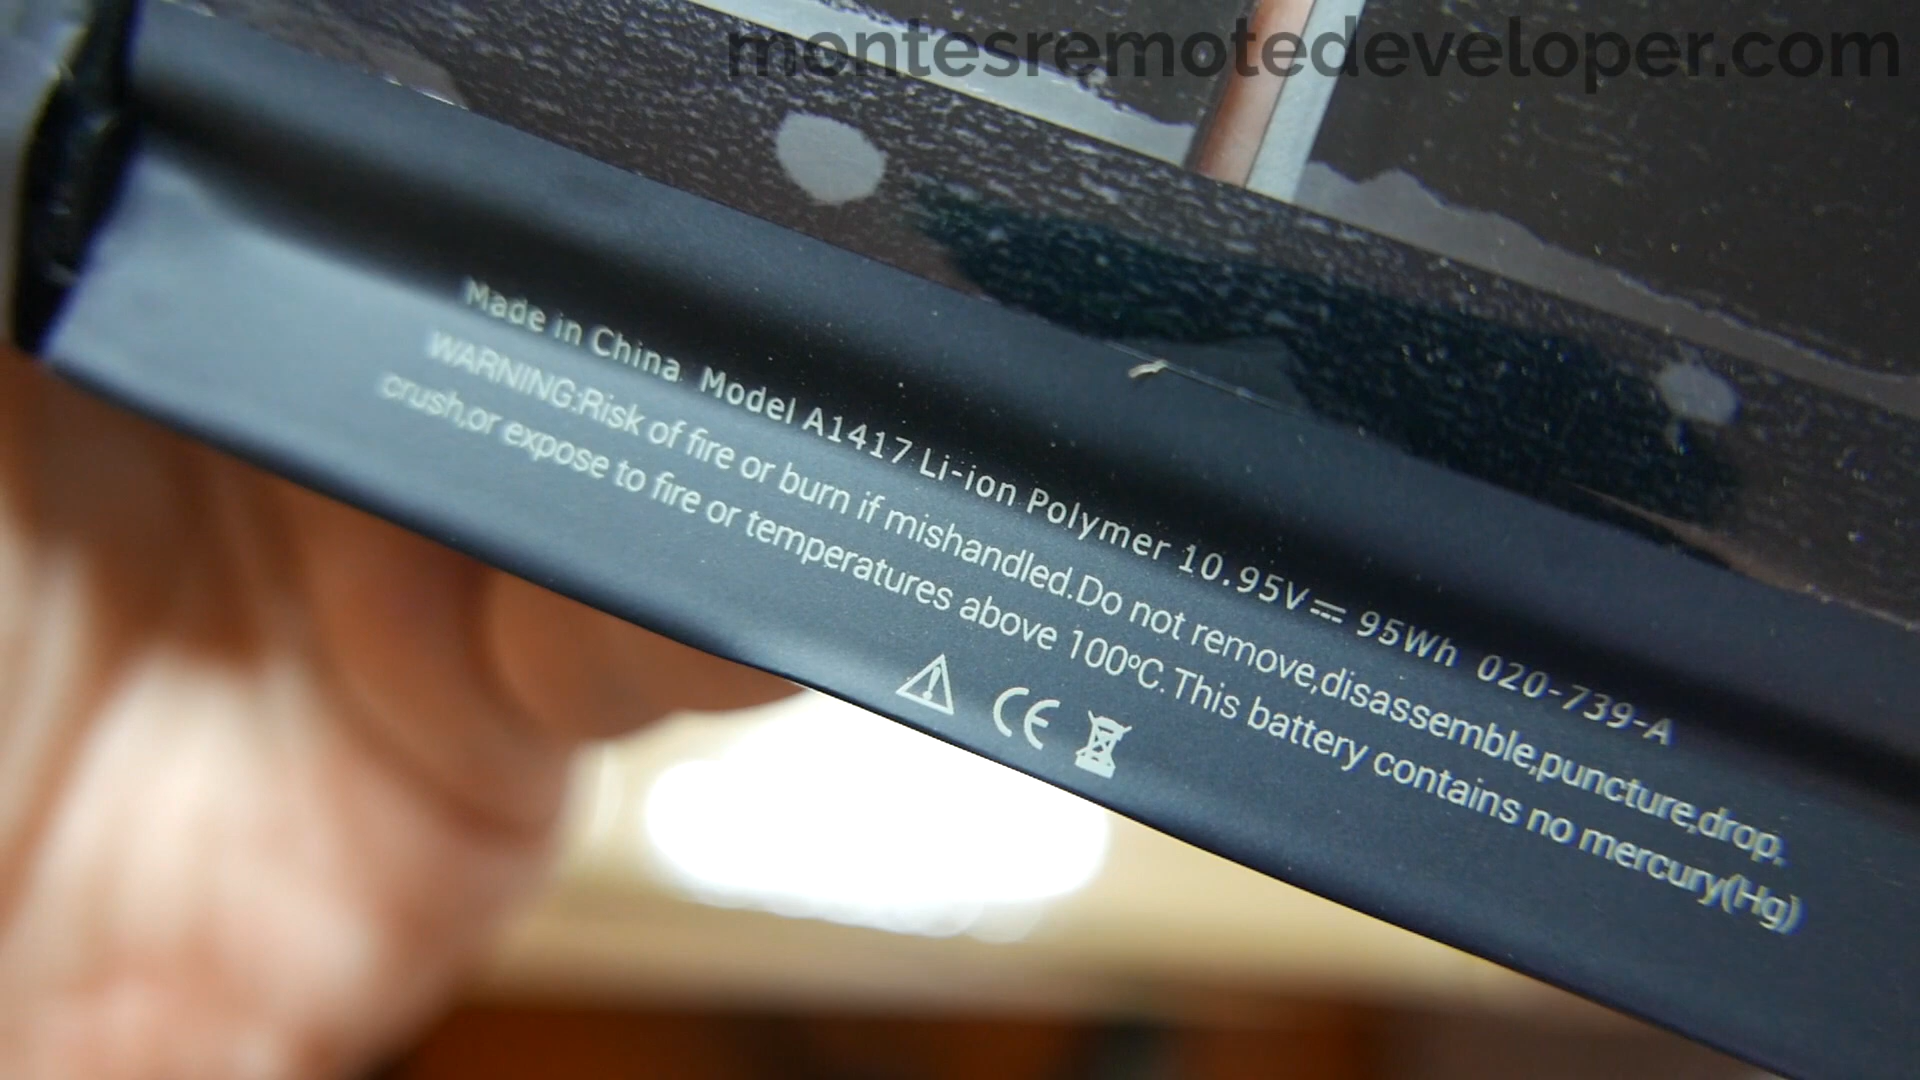 montesremotedeveloper.com
Made in China Model A1417 Li-ion Polymer 10.95V⎓ 95Wh 020-739-A
WARNING:Risk of fire or burn if mishandled.Do not remove,disassemble,puncture,drop,
crush,or expose to fire or temperatures above 100ºC.This battery contains no mercury(Hg)
CE